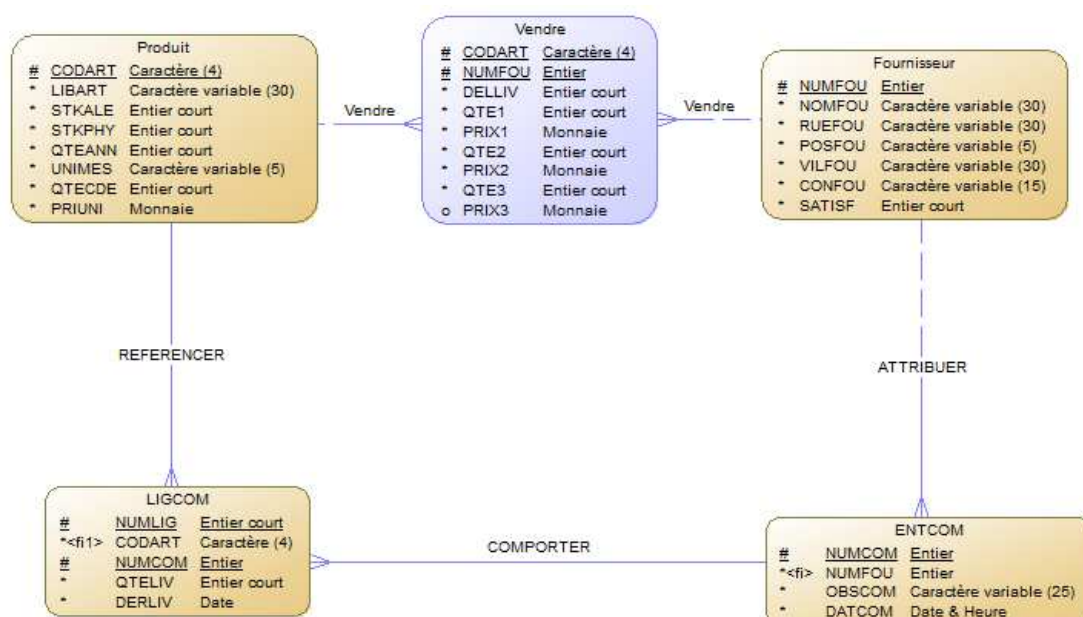 Produit
# CODART Caractère (4)
* LIBART Caractère variable (30)
* STKALE Entier court
* STKPHY Entier court
* QTEANN Entier court
* UNIMES Caractère variable (5)
* QTECDE Entier court
* PRIUNI Monnaie
Vendre
Vendre
# CODART Caractère (4)
# NUMFOU Entier
* DELLIV Entier court
* QTE1 Entier court
* PRIX1 Monnaie
* QTE2 Entier court
* PRIX2 Monnaie
* QTE3 Entier court
o PRIX3 Monnaie
Vendre
Fournisseur
# NUMFOU Entier
* NOMFOU Caractère variable (30)
* RUEFOU Caractère variable (30)
* POSFOU Caractère variable (5)
* VILFOU Caractère variable (30)
* CONFOU Caractère variable (15)
* SATISF Entier court
REFERENCER
ATTRIBUER
LIGCOM
# NUMLIG Entier court
*<fi1> CODART Caractère (4)
# NUMCOM Entier
* QTELIV Entier court
* DERLIV Date
COMPORTER
ENTCOM
# NUMCOM Entier
*<fi> NUMFOU Entier
* OBSCOM Caractère variable (25)
* DATCOM Date & Heure